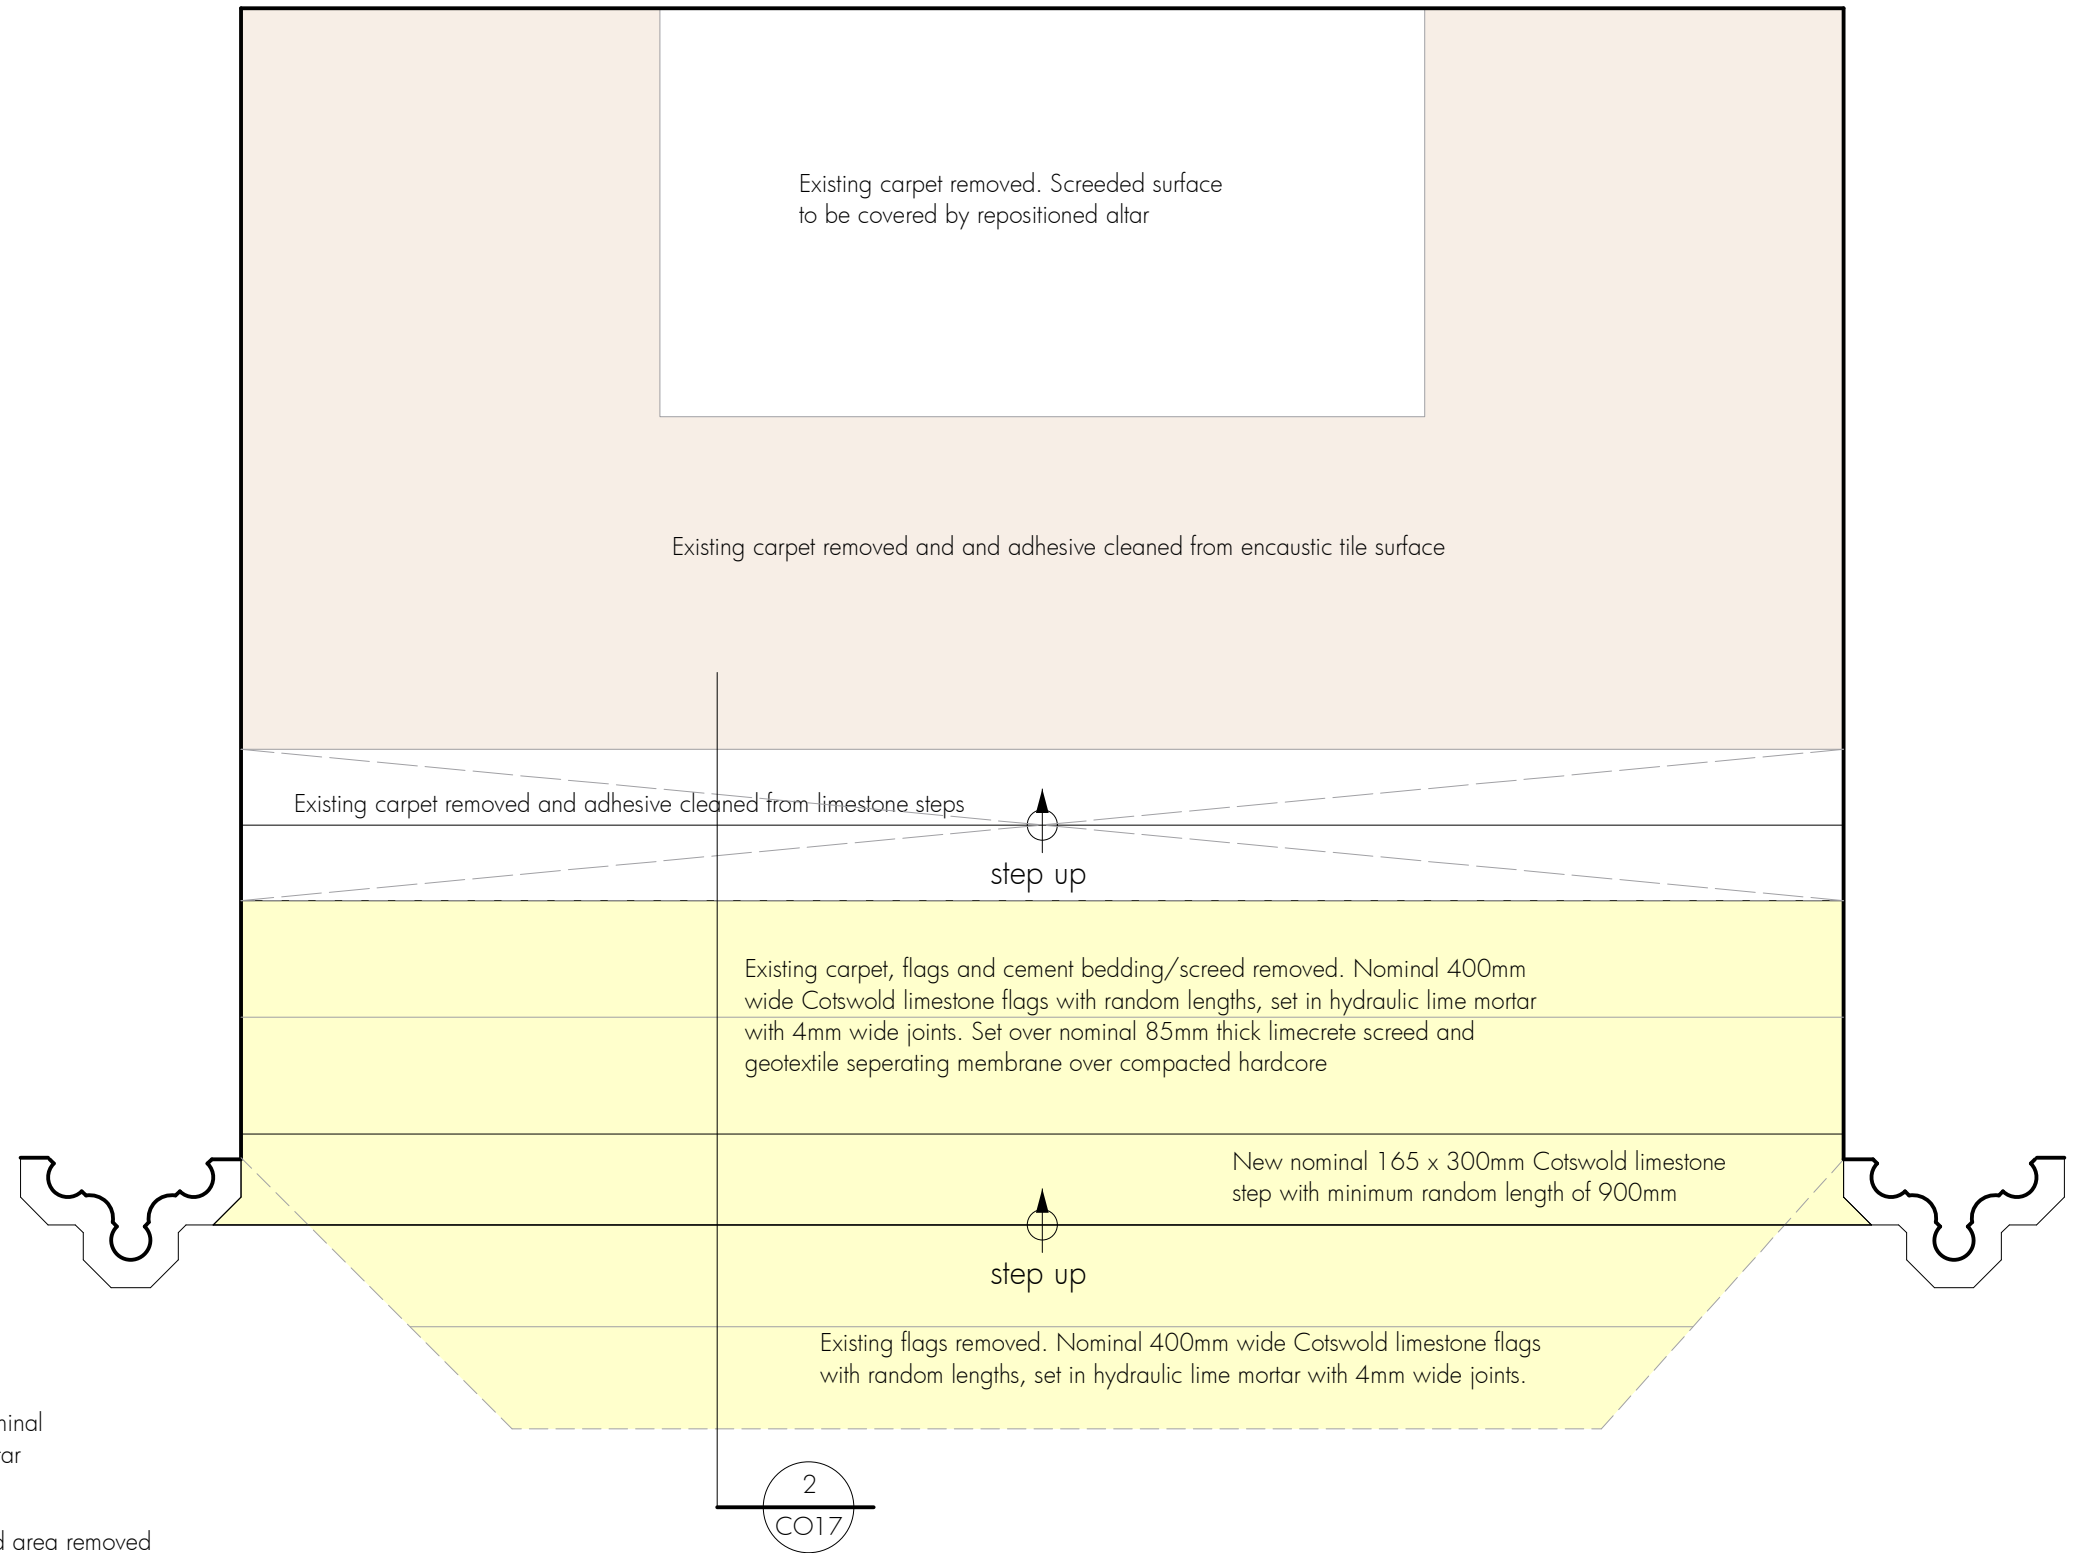 Existing carpet removed. Screeded surface
to be covered by repositioned altar
Existing carpet removed and and adhesive cleaned from encaustic tile surface
Existing carpet removed and adhesive cleaned from limestone steps
step up
Existing carpet, flags and cement bedding/screed removed. Nominal 400mm
wide Cotswold limestone flags with random lengths, set in hydraulic lime mortar
with 4mm wide joints. Set over nominal 85mm thick limecrete screed and
geotextile seperating membrane over compacted hardcore
New nominal 165 x 300mm Cotswold limestone
step with minimum random length of 900mm
step up
Existing flags removed. Nominal 400mm wide Cotswold limestone flags
with random lengths, set in hydraulic lime mortar with 4mm wide joints.
2
CO17
area removed